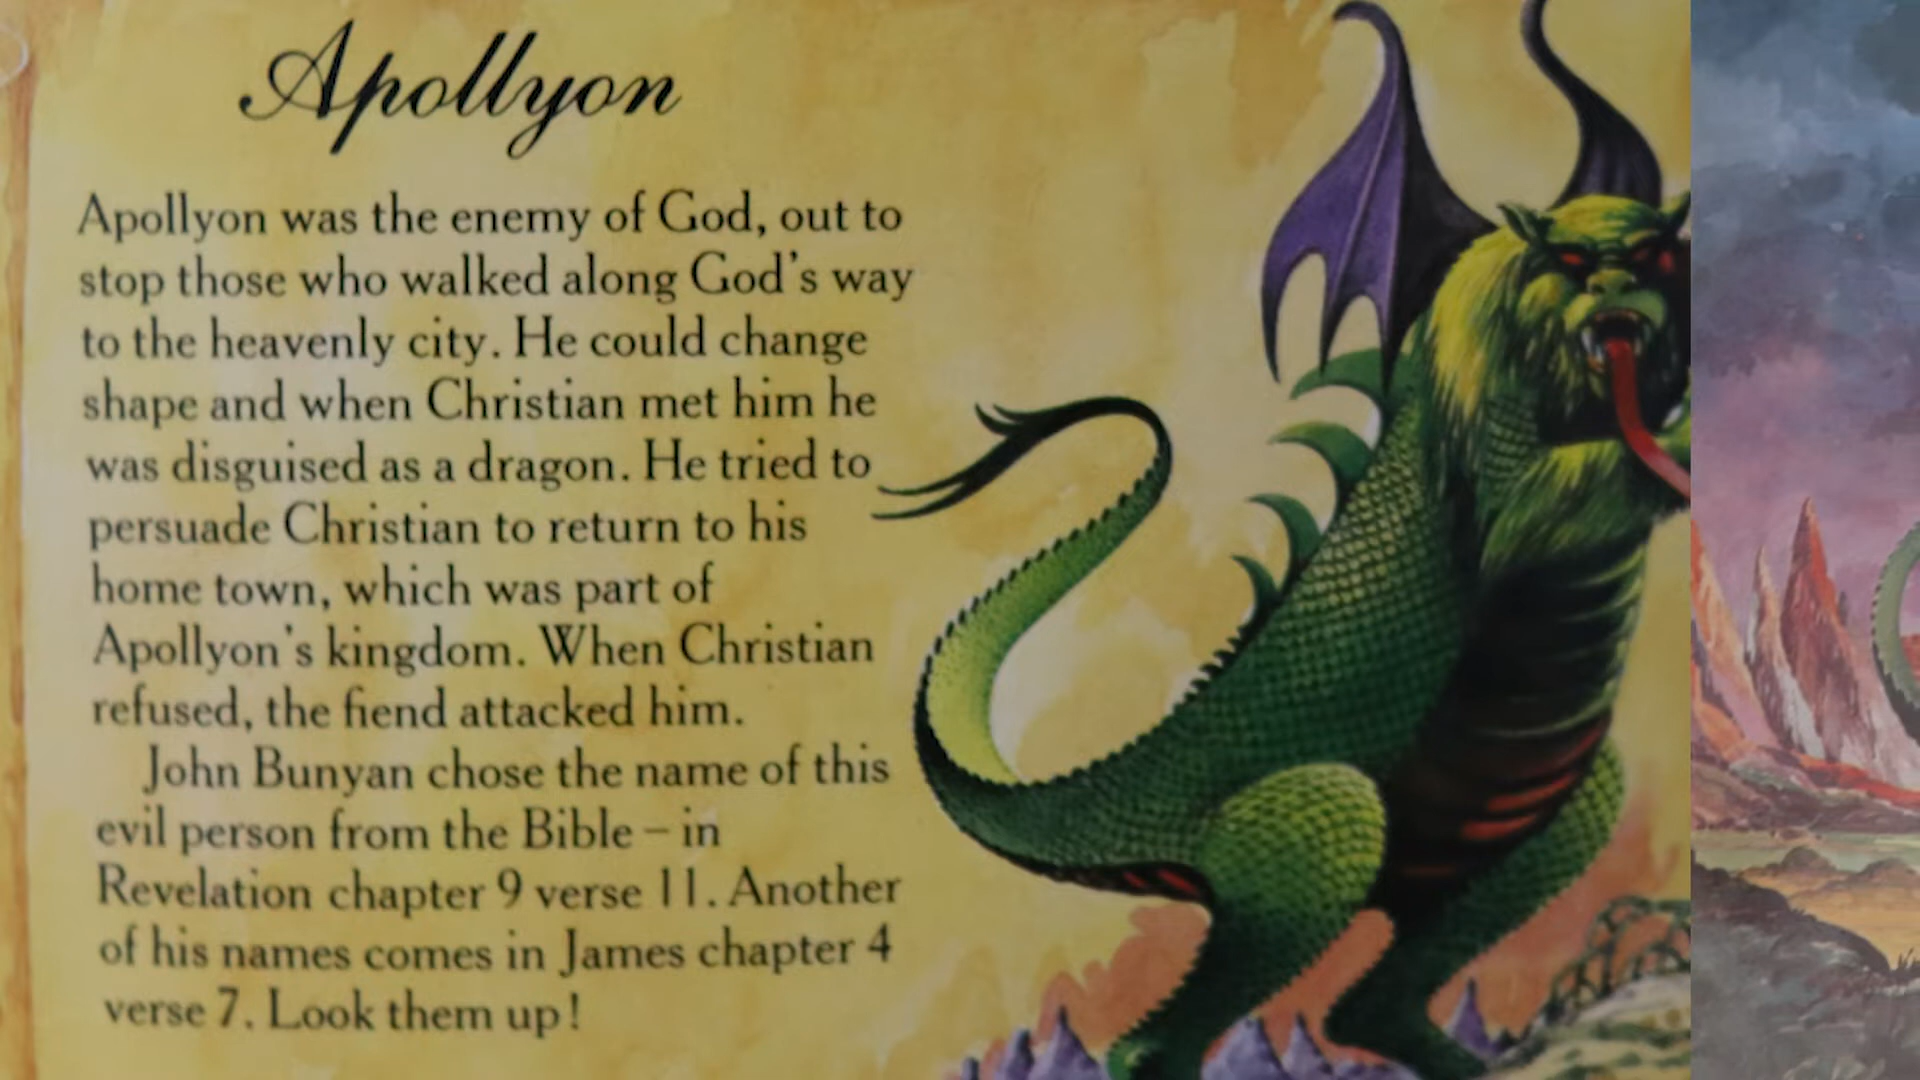 Apollyon
Apollyon was the enemy of God, out to
stop those who walked along God's way
to the heavenly city. He could change
shape and when Christian met him he
was disguised as a dragon. He tried to
persuade Christian to return to his
home town, which was part of
Apollyon's kingdom. When Christian
refused, the fiend attacked him.
John Bunyan chose the name of this
evil person from the Bible – in
Revelation chapter 9 verse 11. Another
of his names comes in James chapter 4
verse 7. Look them up!